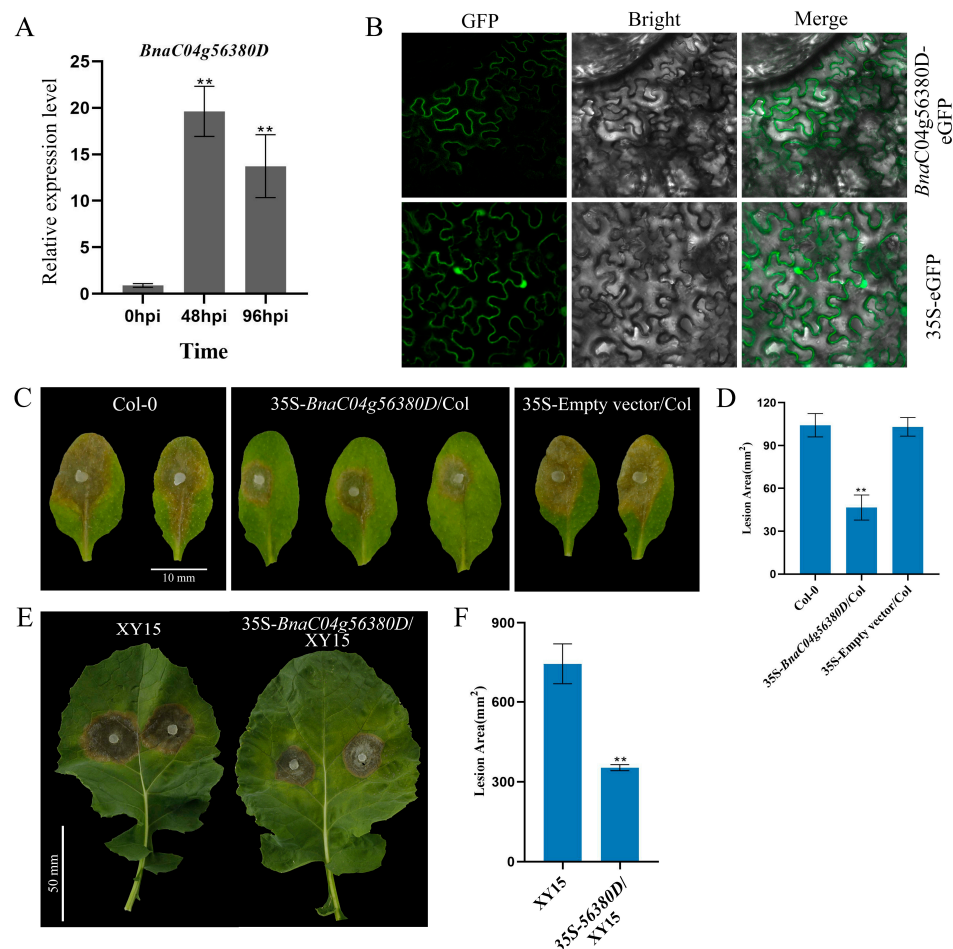 A
BnaC04g56380D
Relative expression level
25
20
15
10
5
0
**
**
0hpi 48hpi 96hpi
Time
B
GFP Bright Merge
BnaC04g56380D-
eGFP
35S-eGFP
C
Col-0
35S-BnaC04g56380D/Col
35S-Empty vector/Col
10 mm
D
Lesion Area(mm²)
120
90
60
30
0
**
Col-0
35S-BnaC04g56380D/Col
35S-Empty vector/Col
E
XY15
35S-BnaC04g56380D/
XY15
50 mm
F
Lesion Area(mm²)
900
600
300
0
**
XY15
35S-56380D/
XY15